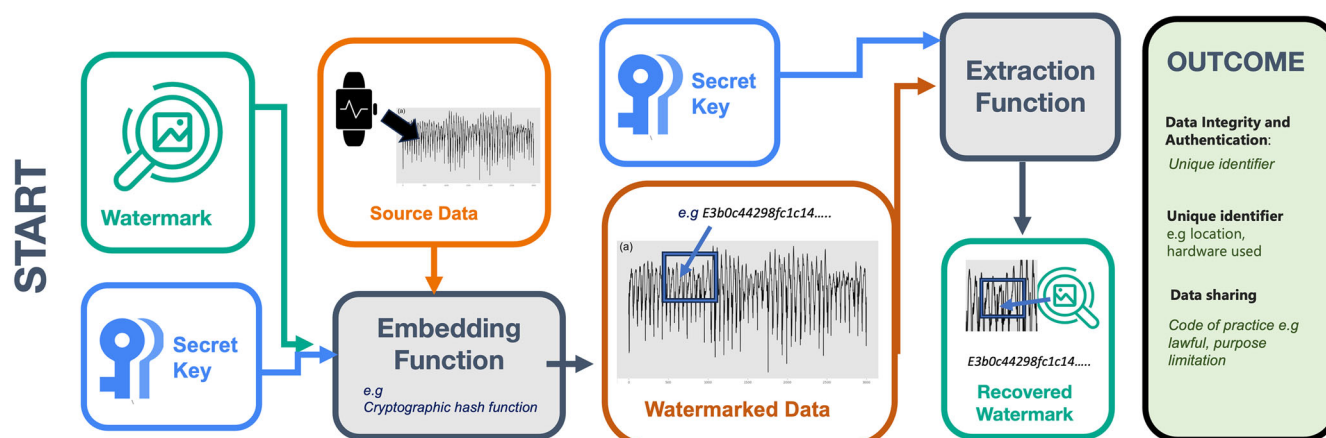 START
Watermark
Secret
Key
(a)
Source Data
Embedding
Function
e.g
Cryptographic hash function
Secret
Key
e.g E3b0c44298fc1c14.....
(a)
Watermarked Data
Extraction
Function
E3b0c44298fc1c14.....
Recovered
Watermark
OUTCOME
Data Integrity and
Authentication:
Unique identifier
Unique identifier
e.g location,
hardware used
Data sharing
Code of practice e.g
lawful, purpose
limitation